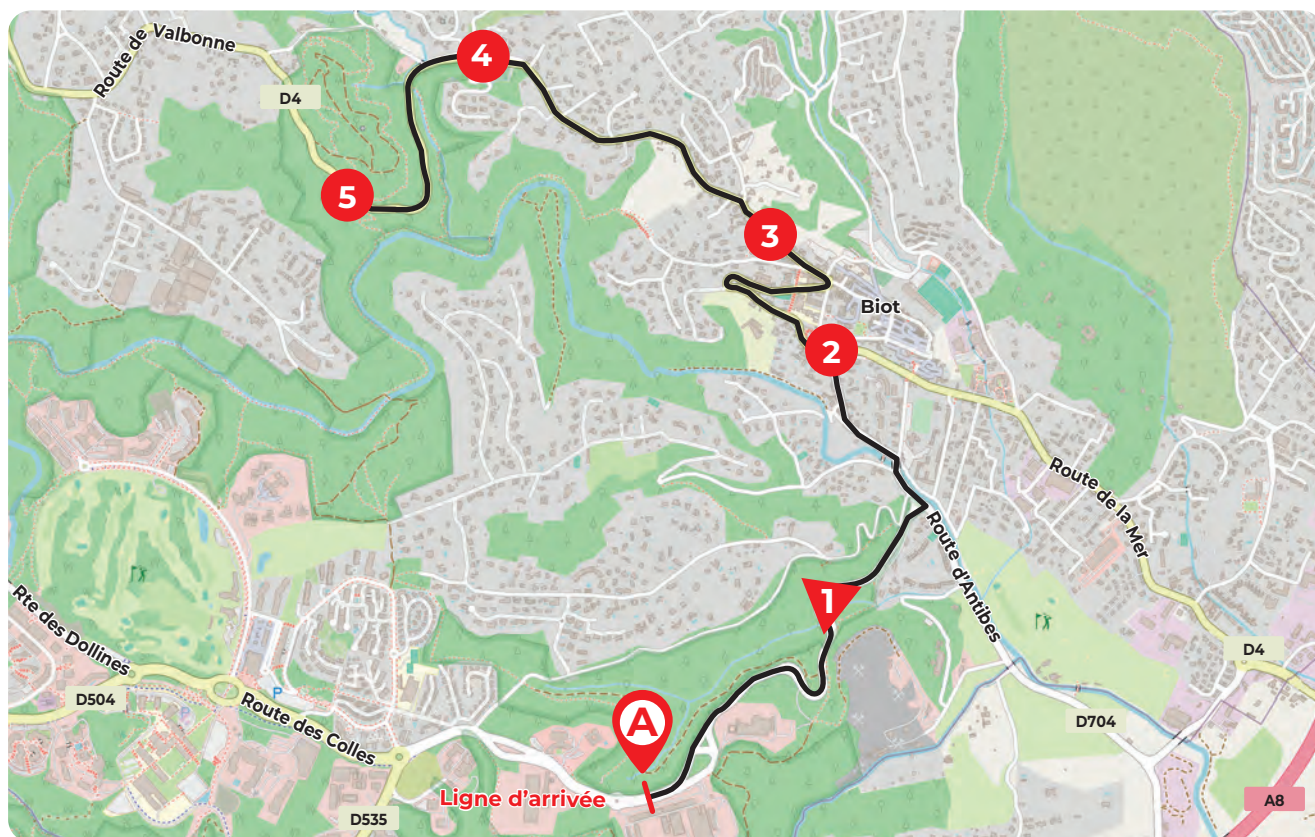 Route de Valbonne
4
D4
5
3
Biot
2
Route de la Mer
Route d'Antibes
1
Rte des Dollines
D4
P
D504
Route des Colles
A
D704
Ligne d'arrivée
A8
D535